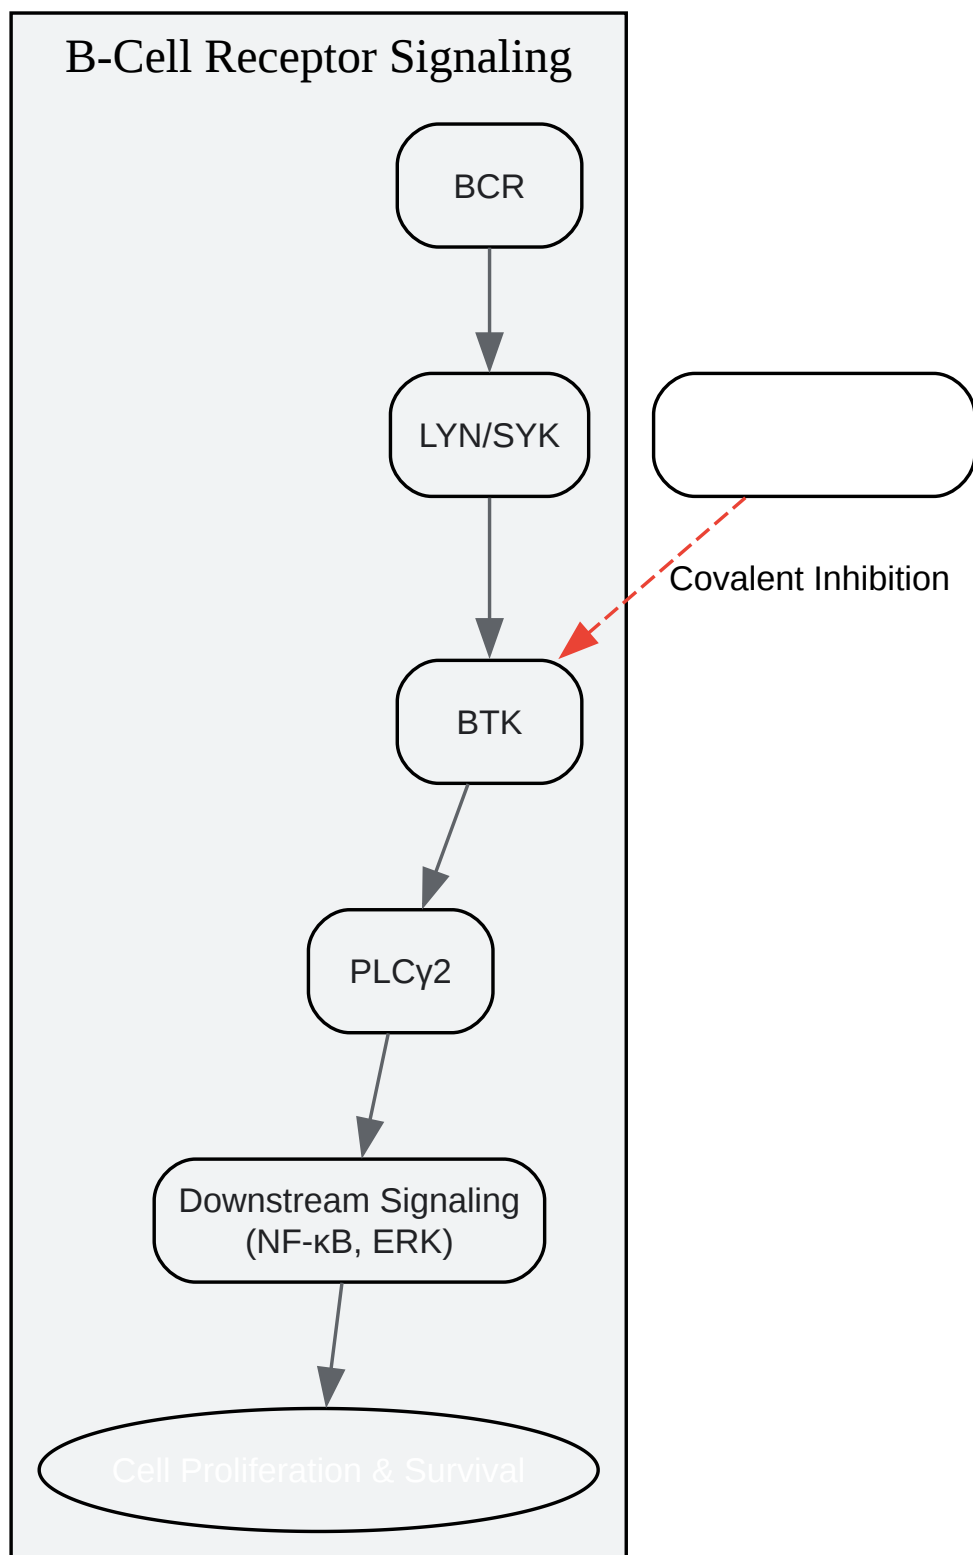 B-Cell Receptor Signaling
BCR
LYN/SYK
Covalent Inhibition
BTK
PLCγ2
Downstream Signaling
(NF-κB, ERK)
Cell Proliferation & Survival